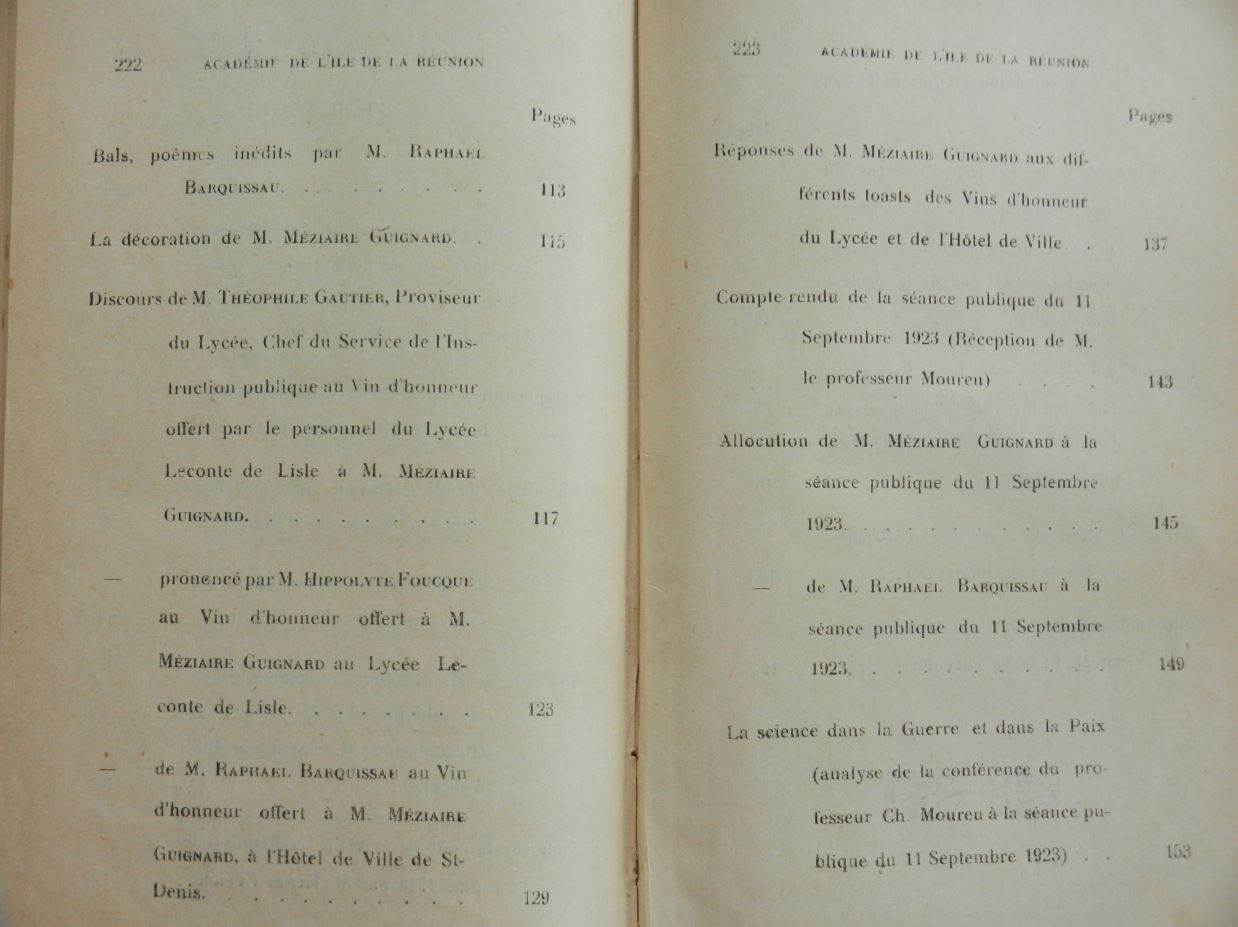 222 ACADÉMIE DE L'ILE DE LA RÉUNION
Pages
Bals, poèmes inédits par M. RAPHAEL
BARQUISSAU. . . . . . . . . 113
La décoration de M. MÉZIAIRE GUIGNARD. . 115
Discours de M. THÉOPHILE GAUTIER, Proviseur
du Lycée, Chef du Service de l'Ins-
truction publique au Vin d'honneur
offert par le personnel du Lycée
Leconte de Lisle à M. MÉZIAIRE
GUIGNARD. . . . . . . . . . 117
— prononcé par M. HIPPOLYTE FOUCQUE
au Vin d'honneur offert à M.
MÉZIAIRE GUIGNARD au Lycée Le-
conte de Lisle. . . . . . . 123
— de M. RAPHAEL BARQUISSAU au Vin
d'honneur offert à M. MÉZIAIRE
GUIGNARD, à l'Hôtel de Ville de St-
Denis. . . . . . . . . . 129
223 ACADEMIE DE L'ILE DE LA RÉUNION
Pages
Réponses de M. MÉZIAIRE GUIGNARD aux dif-
férents toasts des Vins d'honneur
du Lycée et de l'Hôtel de Ville . 137
Compte-rendu de la séance publique du 11
Septembre 1923 (Réception de M.
le professeur Moureu) . . . . 143
Allocution de M. MÉZIAIRE GUIGNARD à la
séance publique du 11 Septembre
1923. . . . . . . . . . . 145
— de M. RAPHAEL BARQUISSAU à la
séance publique du 11 Septembre
1923. . . . . . . . . . . 149
La science dans la Guerre et dans la Paix
(analyse de la conférence du pro-
fesseur Ch. Moureu à la séance pu-
blique du 11 Septembre 1923) . . 153